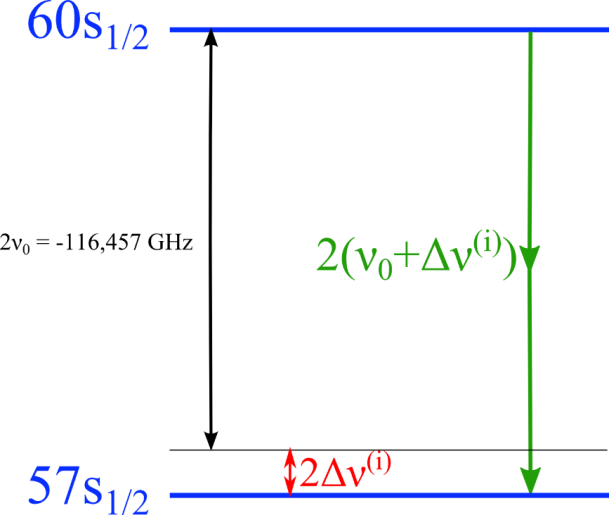 60s₁/₂
2ν₀ = -116,457 GHz
2(ν₀+Δν⁽ⁱ⁾)
2Δν⁽ⁱ⁾
57s₁/₂